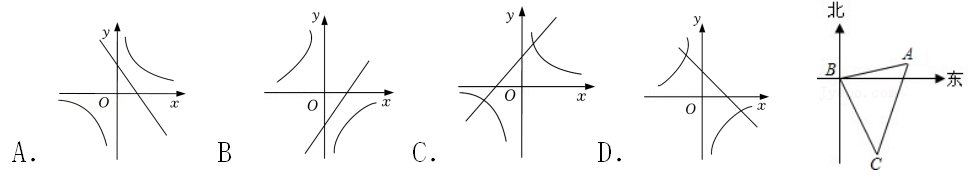 A. y O x
B y O x
C. y O x
D. y O x
北 B A 东 C